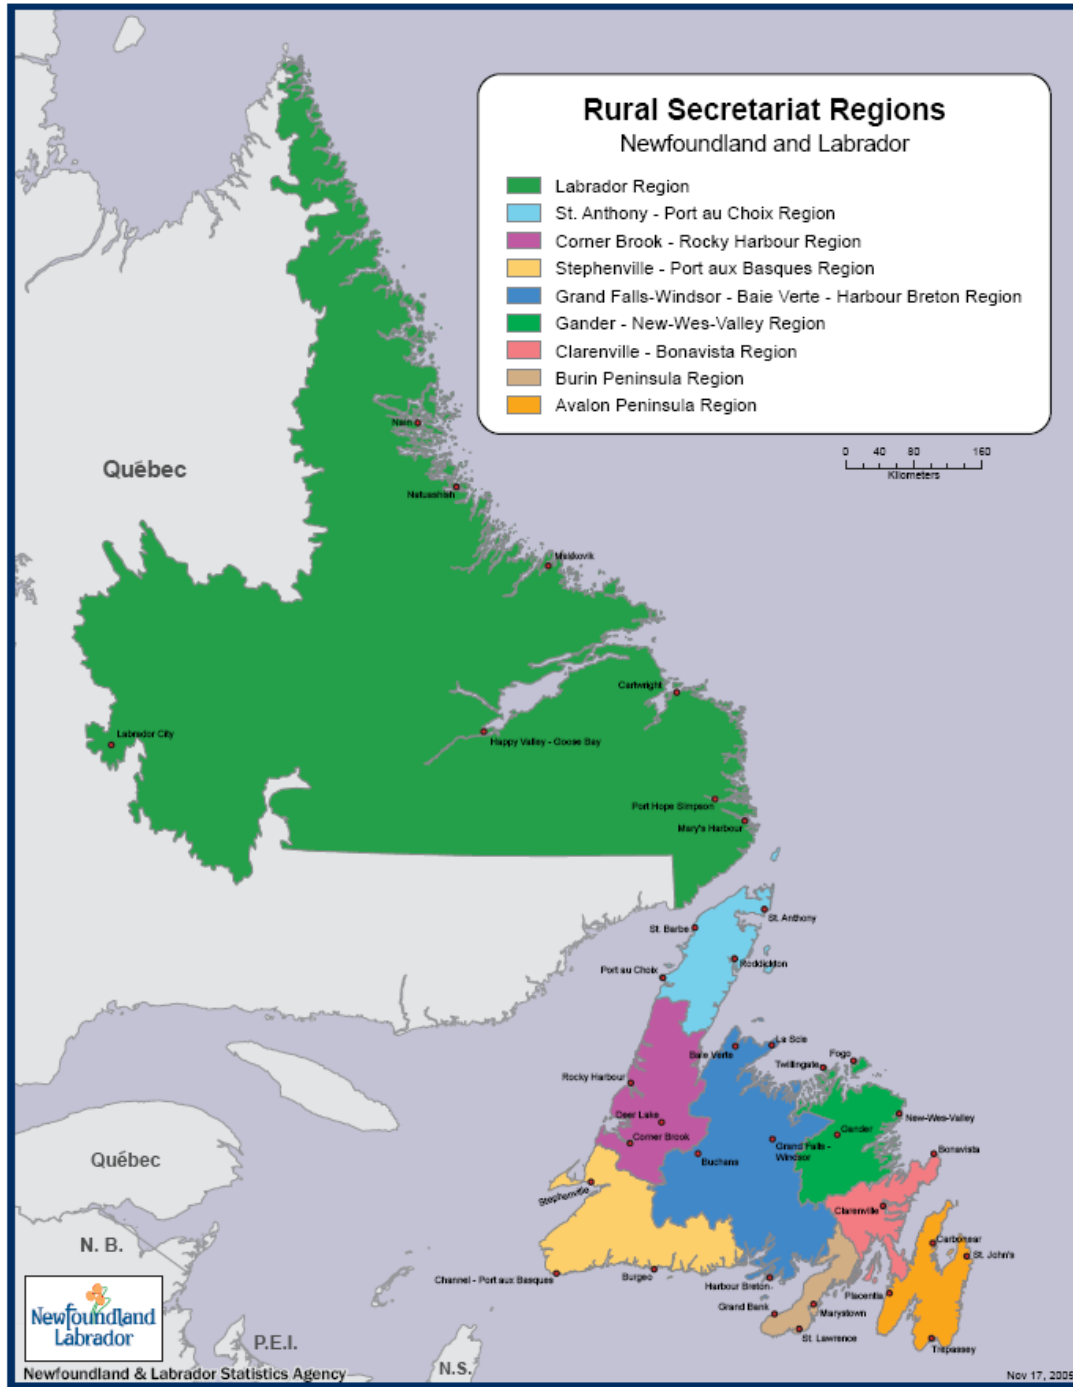 Rural Secretariat Regions
Newfoundland and Labrador
Labrador Region
St. Anthony - Port au Choix Region
Corner Brook - Rocky Harbour Region
Stephenville - Port aux Basques Region
Grand Falls-Windsor - Baie Verte - Harbour Breton Region
Gander - New-Wes-Valley Region
Clarenville - Bonavista Region
Burin Peninsula Region
Avalon Peninsula Region
0 40 80 160
Kilometers
Nain
Québec
Natuashish
Makkovik
Cartwright
Labrador City
Happy Valley - Goose Bay
Port Hope Simpson
Mary's Harbour
St. Anthony
St. Barbe
Roddickton
Port au Choix
La Scie
Baie Verte
Fogo
Twillingate
Rocky Harbour
Deer Lake
New-Wes-Valley
Gander
Corner Brook
Grand Falls -
Windsor
Buchans
Bonavista
Québec
Stephenville
Clarenville
N. B.
Carbonear
St. John's
Channel - Port aux Basques
Burgeo
Harbour Breton
Placentia
Grand Bank
Marystown
St. Lawrence
Trepassey
Newfoundland
Labrador
P.E.I.
N.S.
Newfoundland & Labrador Statistics Agency
Nov 17, 2005